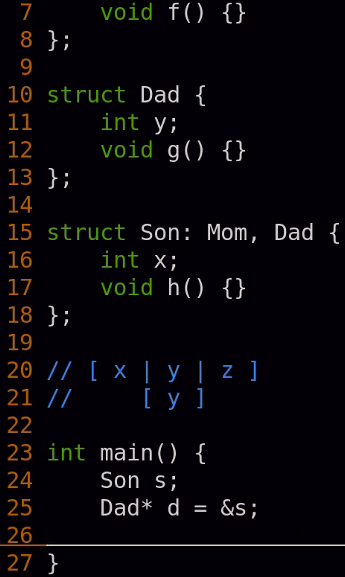 7     void f() {}
8 };
9
10 struct Dad {
11     int y;
12     void g() {}
13 };
14
15 struct Son: Mom, Dad {
16     int x;
17     void h() {}
18 };
19
20 // [ x | y | z ]
21 //     [ y ]
22
23 int main() {
24     Son s;
25     Dad* d = &s;
26
27 }